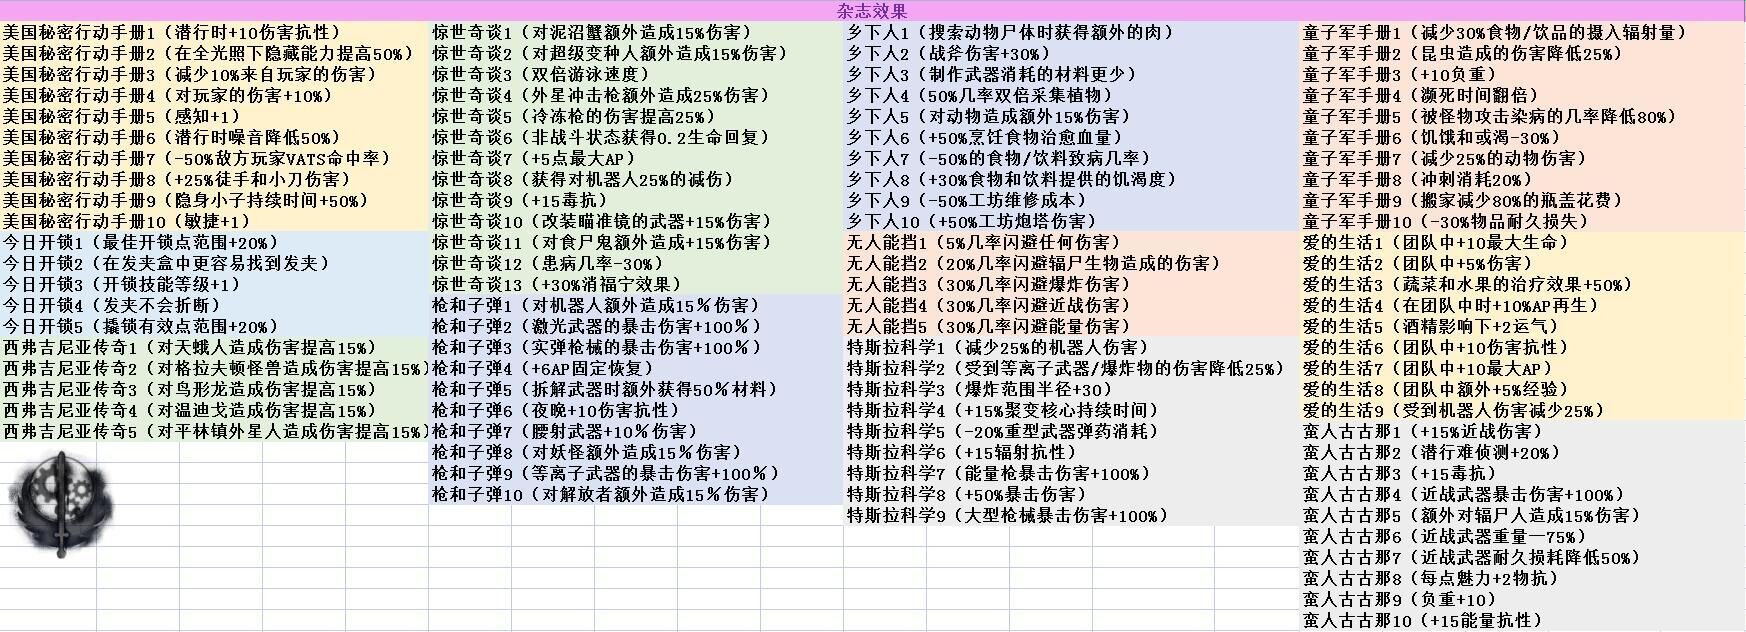 杂志效果
美国秘密行动手册1（潜行时+10伤害抗性）
美国秘密行动手册2（在全光照下隐藏能力提高50%）
美国秘密行动手册3（减少10%来自玩家的伤害）
美国秘密行动手册4（对玩家的伤害+10%）
美国秘密行动手册5（感知+1）
美国秘密行动手册6（潜行时噪音降低50%）
美国秘密行动手册7（-50%敌方玩家VATS命中率）
美国秘密行动手册8（+25%徒手和小刀伤害）
美国秘密行动手册9（隐身小子持续时间+50%）
美国秘密行动手册10（敏捷+1）
今日开锁1（最佳开锁点范围+20%）
今日开锁2（在发夹盒中更容易找到发夹）
今日开锁3（开锁技能等级+1）
今日开锁4（发夹不会折断）
今日开锁5（撬锁有效点范围+20%）
西弗吉尼亚传奇1（对天蛾人造成伤害提高15%）
西弗吉尼亚传奇2（对格拉夫顿怪兽造成伤害提高15%）
西弗吉尼亚传奇3（对鸟形龙造成伤害提高15%）
西弗吉尼亚传奇4（对温迪戈造成伤害提高15%）
西弗吉尼亚传奇5（对平林镇外星人造成伤害提高15%）
惊世奇谈1（对泥沼蟹额外造成15%伤害）
惊世奇谈2（对超级变种人额外造成15%伤害）
惊世奇谈3（双倍游泳速度）
惊世奇谈4（外星冲击枪额外造成25%伤害）
惊世奇谈5（冷冻枪的伤害提高25%）
惊世奇谈6（非战斗状态获得0.2生命回复）
惊世奇谈7（+5点最大AP）
惊世奇谈8（获得对机器人25%的减伤）
惊世奇谈9（+15毒抗）
惊世奇谈10（改装瞄准镜的武器+15%伤害）
惊世奇谈11（对食尸鬼额外造成+15%伤害）
惊世奇谈12（患病几率-30%）
惊世奇谈13（+30%消福宁效果）
枪和子弹1（对机器人额外造成15％伤害）
枪和子弹2（激光武器的暴击伤害+100％）
枪和子弹3（实弹枪械的暴击伤害+100％）
枪和子弹4（+6AP固定恢复）
枪和子弹5（拆解武器时额外获得50％材料）
枪和子弹6（夜晚+10伤害抗性）
枪和子弹7（腰射武器+10％伤害）
枪和子弹8（对妖怪额外造成15％伤害）
枪和子弹9（等离子武器的暴击伤害+100％）
枪和子弹10（对解放者额外造成15％伤害）
乡下人1（搜索动物尸体时获得额外的肉）
乡下人2（战斧伤害+30%）
乡下人3（制作武器消耗的材料更少）
乡下人4（50%几率双倍采集植物）
乡下人5（对动物造成额外15%伤害）
乡下人6（+50%烹饪食物治愈血量）
乡下人7（-50%的食物/饮料致病几率）
乡下人8（+30%食物和饮料提供的饥渴度）
乡下人9（-50%工坊维修成本）
乡下人10（+50%工坊炮塔伤害）
无人能挡1（5%几率闪避任何伤害）
无人能挡2（20%几率闪避辐尸生物造成的伤害）
无人能挡3（30%几率闪避爆炸伤害）
无人能挡4（30%几率闪避近战伤害）
无人能挡5（30%几率闪避能量伤害）
特斯拉科学1（减少25%的机器人伤害）
特斯拉科学2（受到等离子武器/爆炸物的伤害降低25%）
特斯拉科学3（爆炸范围半径+30）
特斯拉科学4（+15%聚变核心持续时间）
特斯拉科学5（-20%重型武器弹药消耗）
特斯拉科学6（+15辐射抗性）
特斯拉科学7（能量枪暴击伤害+100%）
特斯拉科学8（+50%暴击伤害）
特斯拉科学9（大型枪械暴击伤害+100%）
童子军手册1（减少30%食物/饮品的摄入辐射量）
童子军手册2（昆虫造成的伤害降低25%）
童子军手册3（+10负重）
童子军手册4（濒死时间翻倍）
童子军手册5（被怪物攻击染病的几率降低80%）
童子军手册6（饥饿和或渴-30%）
童子军手册7（减少25%的动物伤害）
童子军手册8（冲刺消耗20%）
童子军手册9（搬家减少80%的瓶盖花费）
童子军手册10（-30%物品耐久损失）
爱的生活1（团队中+10最大生命）
爱的生活2（团队中+5%伤害）
爱的生活3（蔬菜和水果的治疗效果+50%）
爱的生活4（在团队中时+10%AP再生）
爱的生活5（酒精影响下+2运气）
爱的生活6（团队中+10伤害抗性）
爱的生活7（团队中+10最大AP）
爱的生活8（团队中额外+5%经验）
爱的生活9（受到机器人伤害减少25%）
蛮人古古那1（+15%近战伤害）
蛮人古古那2（潜行难侦测+20%）
蛮人古古那3（+15毒抗）
蛮人古古那4（近战武器暴击伤害+100%）
蛮人古古那5（额外对辐尸人造成15%伤害）
蛮人古古那6（近战武器重量—75%）
蛮人古古那7（近战武器耐久损耗降低50%）
蛮人古古那8（每点魅力+2物抗）
蛮人古古那9（负重+10）
蛮人古古那10（+15能量抗性）